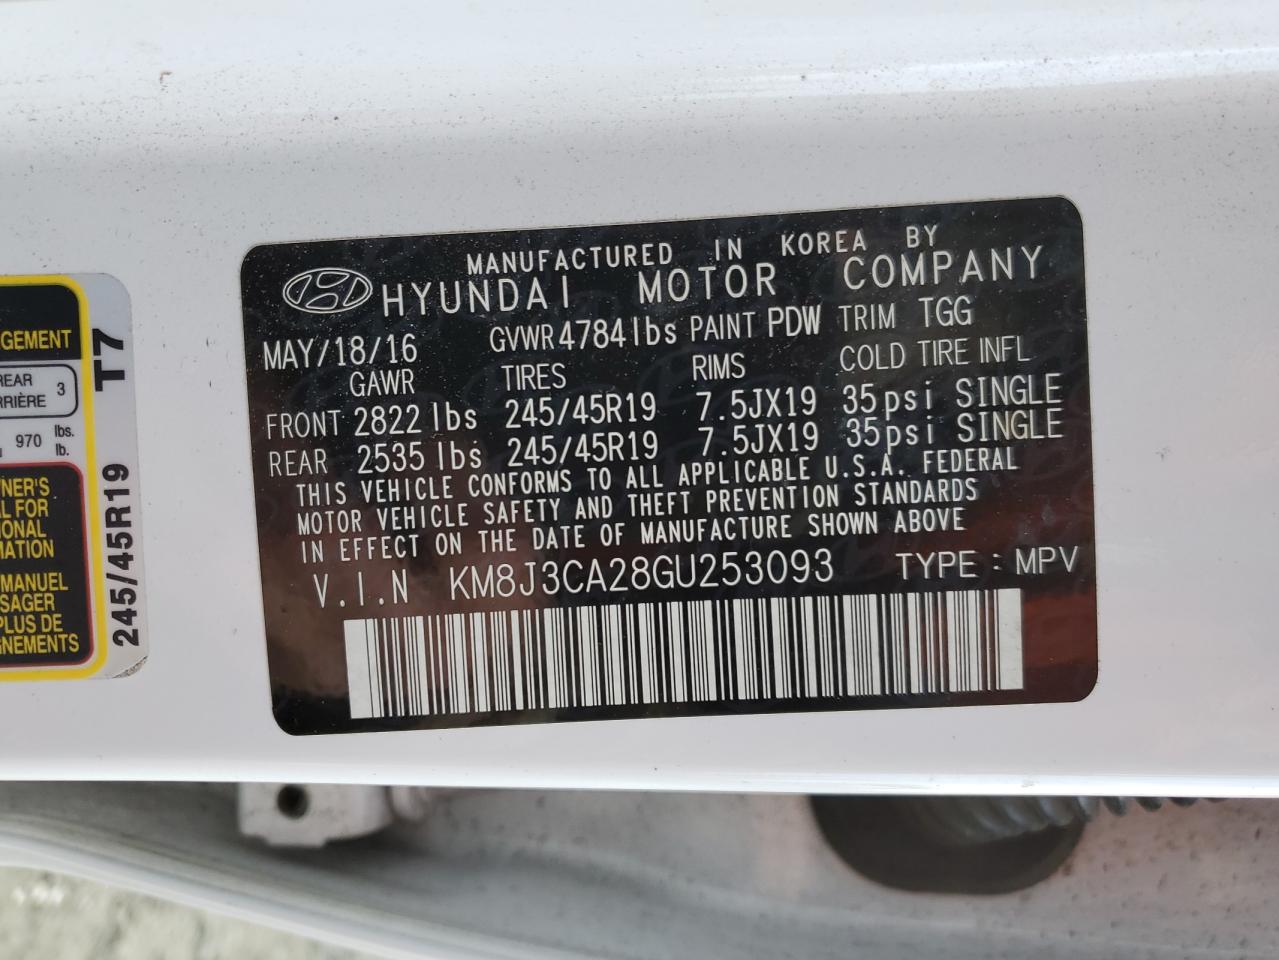 MANUFACTURED IN KOREA BY
HYUNDAI MOTOR COMPANY
MAY/18/16 GVWR 4784 lbs PAINT PDW TRIM TGG
GAWR TIRES RIMS COLD TIRE INFL
FRONT 2822 lbs 245/45R19 7.5JX19 35psi SINGLE
REAR 2535 lbs 245/45R19 7.5JX19 35psi SINGLE
THIS VEHICLE CONFORMS TO ALL APPLICABLE U.S.A. FEDERAL
MOTOR VEHICLE SAFETY AND THEFT PREVENTION STANDARDS
IN EFFECT ON THE DATE OF MANUFACTURE SHOWN ABOVE
V.I.N KM8J3CA28GU253093 TYPE : MPV
GEMENT
REAR 3
RRIÈRE
970 lbs.
lb.
NER'S
L FOR
IONAL
MATION
MANUEL
SAGER
PLUS DE
GNEMENTS
245/45R19 T7